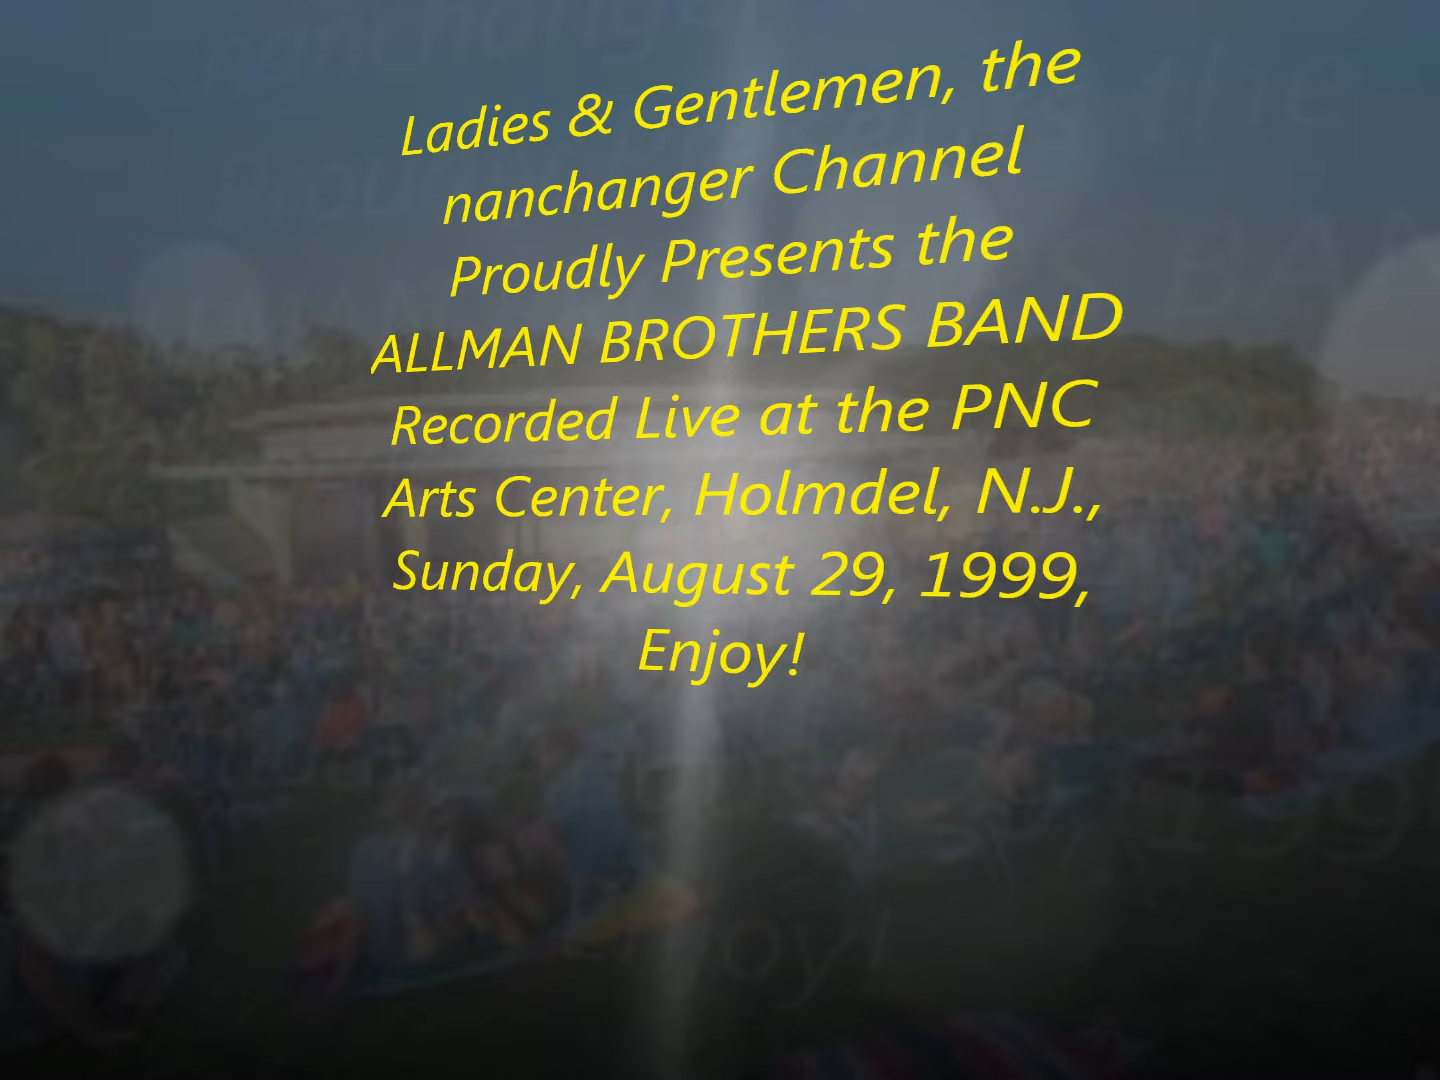 Ladies & Gentlemen, the
nanchanger Channel
Proudly Presents the
ALLMAN BROTHERS BAND
Recorded Live at the PNC
Arts Center, Holmdel, N.J.,
Sunday, August 29, 1999,
Enjoy!